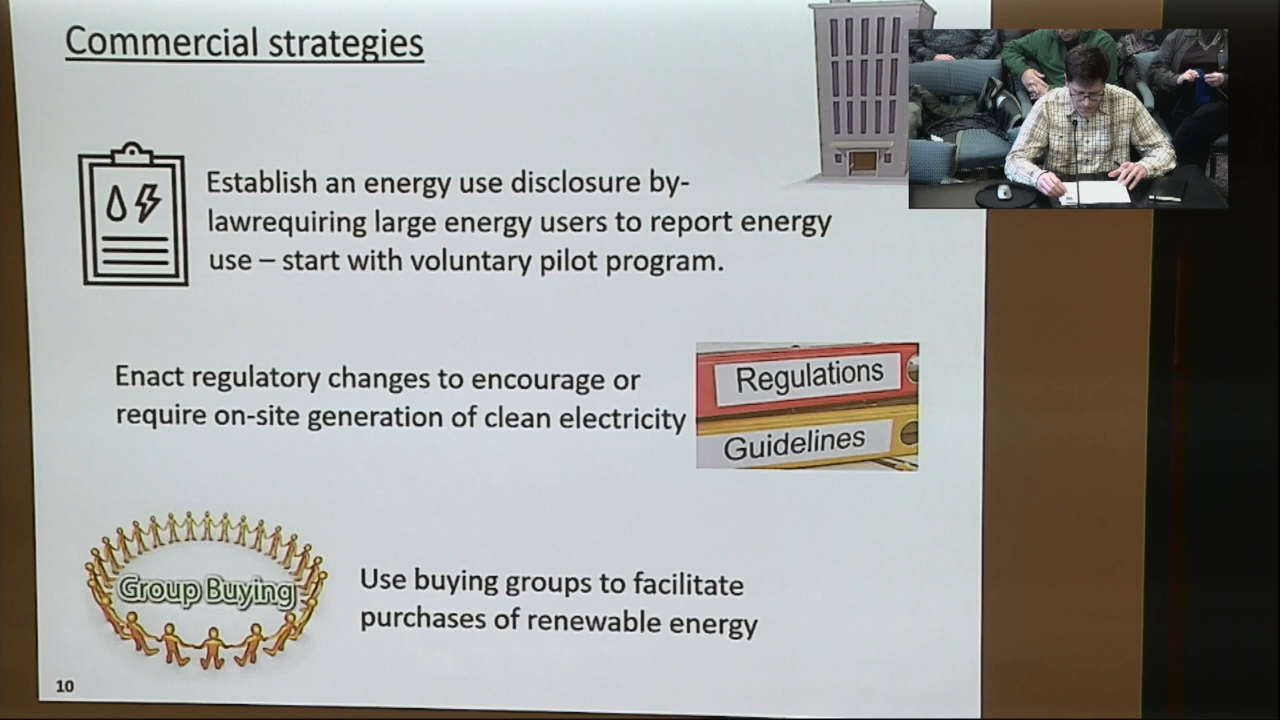 Commercial strategies
Establish an energy use disclosure by-
lawrequiring large energy users to report energy
use – start with voluntary pilot program.
Enact regulatory changes to encourage or
require on-site generation of clean electricity
Regulations
Guidelines
Group Buying
Use buying groups to facilitate
purchases of renewable energy
10